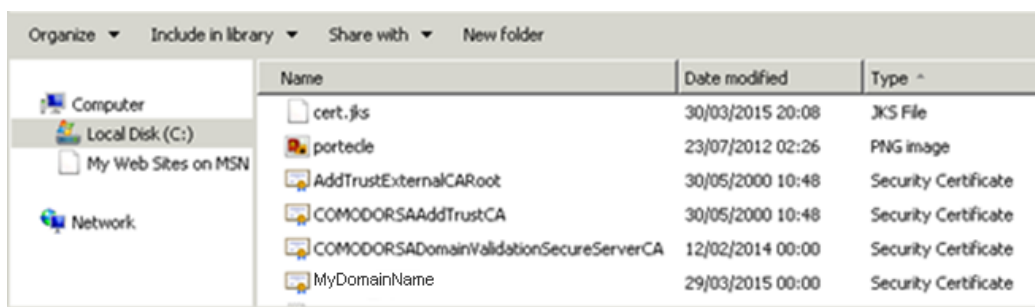 Organize Include in library Share with New folder
Name Date modified Type
Computer
Local Disk (C:)
My Web Sites on MSN
Network
cert.jks 30/03/2015 20:08 JKS File
portecle 23/07/2012 02:26 PNG image
AddTrustExternalCARoot 30/05/2000 10:48 Security Certificate
COMODORSAAddTrustCA 30/05/2000 10:48 Security Certificate
COMODORSADomainValidationSecureServerCA 12/02/2014 00:00 Security Certificate
MyDomainName 29/03/2015 00:00 Security Certificate